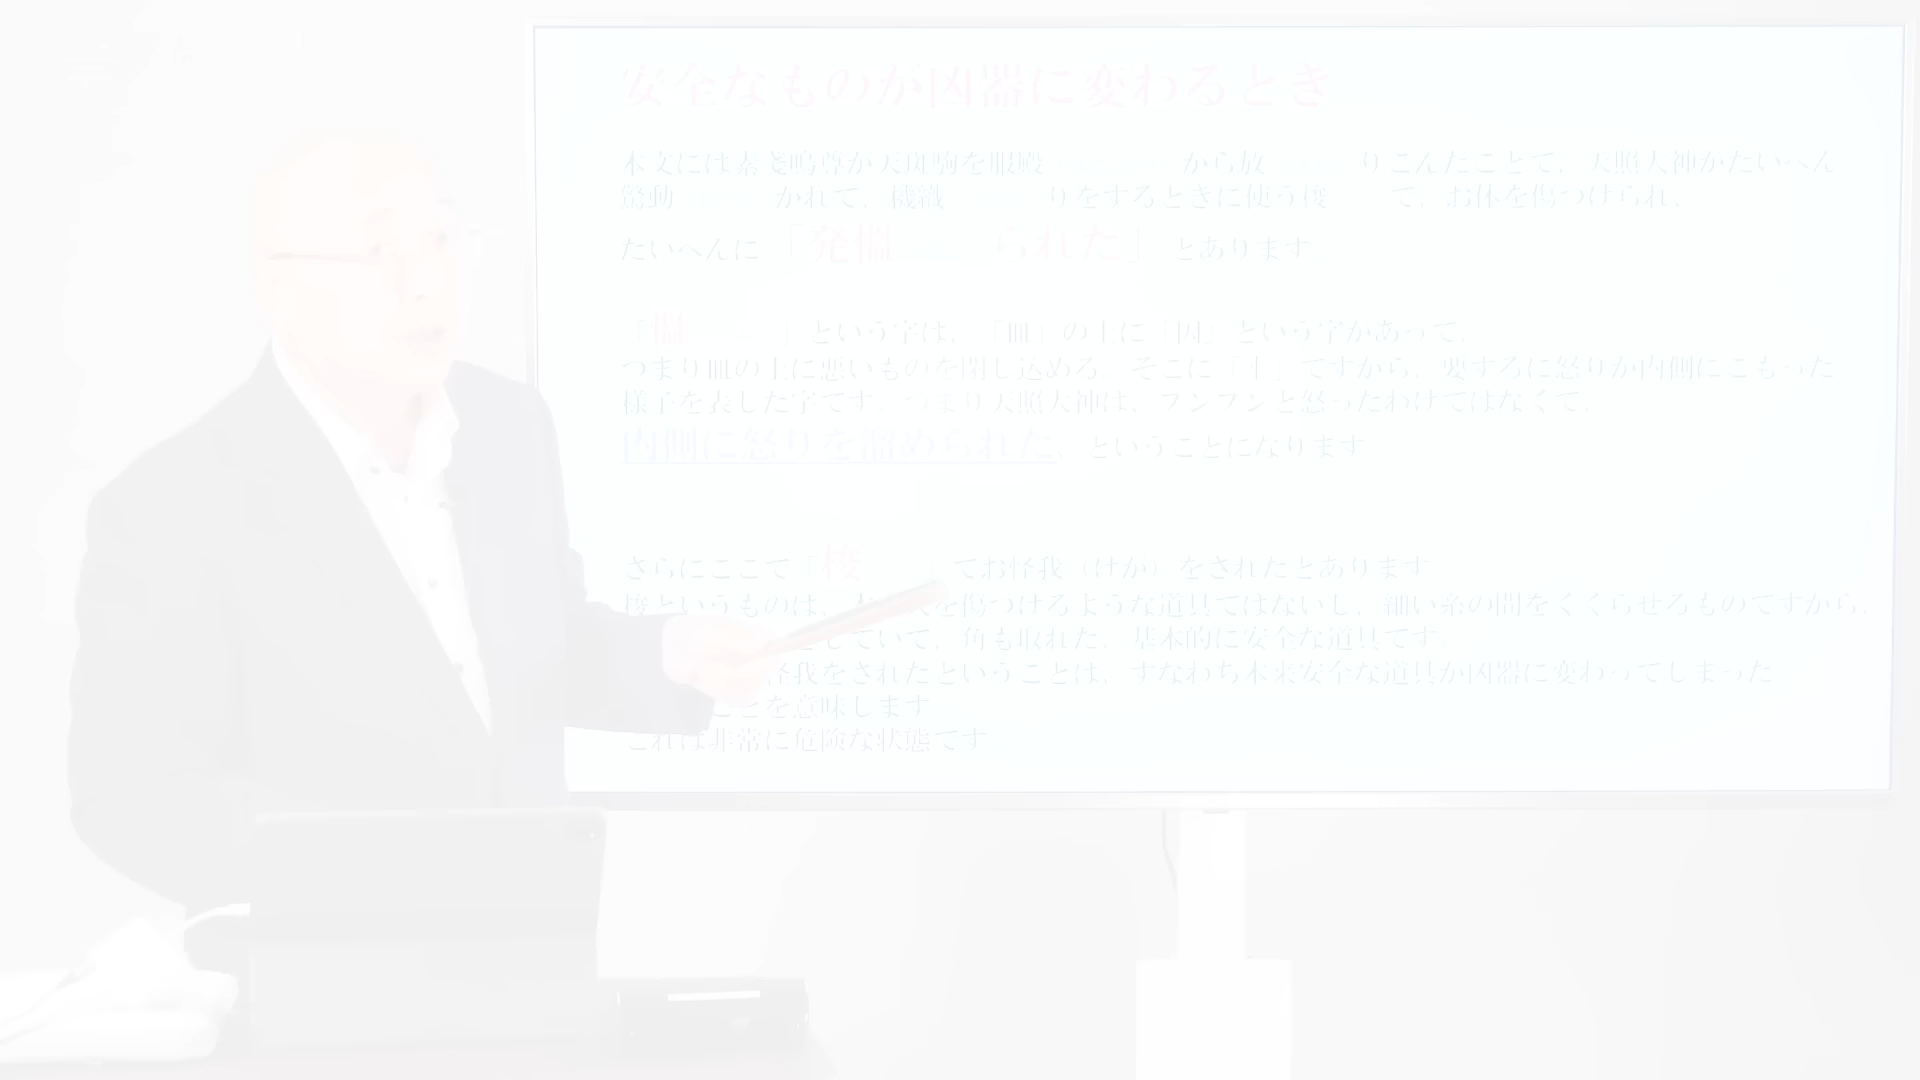 安全なものが凶器に変わるとき
本文には素戔嗚尊が天斑駒を服殿 から放 りこんだことで、天照大神がたいへん
驚動 かれて、機織 りをするときに使う梭 で、お体を傷つけられ、
たいへんに「発慍 られた」とあります
「慍 」という字は、「皿」の上に「囚」という字があって、
つまり皿の上に悪いものを閉じ込める。そこに「忄」ですから、要するに怒りが内側にこもった
様子を表した字です。つまり天照大神は、プンプンと怒ったわけではなくて、
内側に怒りを溜められた、ということになります
さらにここで「梭 」でお怪我（けが）をされたとあります
梭というものは、 を傷つけるような道具ではないし、細い糸の間をくぐらせるものですから、
していて、角も取れた、基本的に安全な道具です
怪我をされたということは、すなわち本来安全な道具が凶器に変わってしまった
ことを意味します
これは非常に危険な状態です